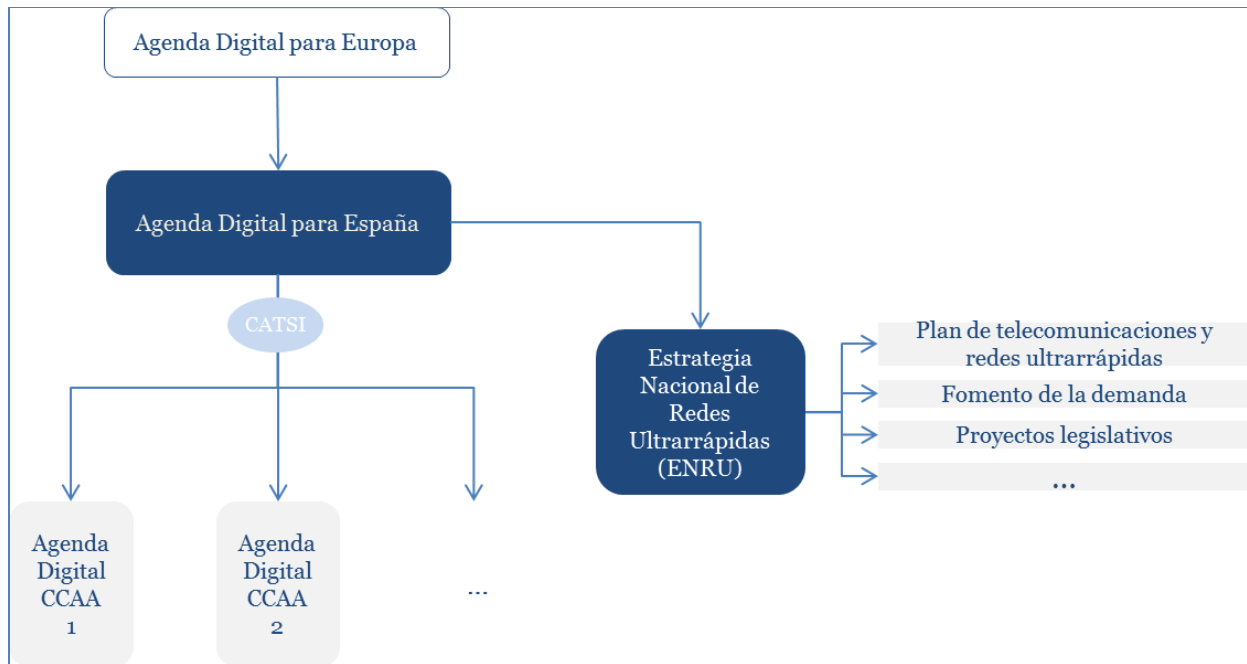 Agenda Digital para Europa
Agenda Digital para España
CATSI
Estrategia
Nacional de
Redes
Ultrarrápidas
(ENRU)
Plan de telecomunicaciones y
redes ultrarrápidas
Fomento de la demanda
Proyectos legislativos
...
Agenda
Digital
CCAA
1
Agenda
Digital
CCAA
2
...